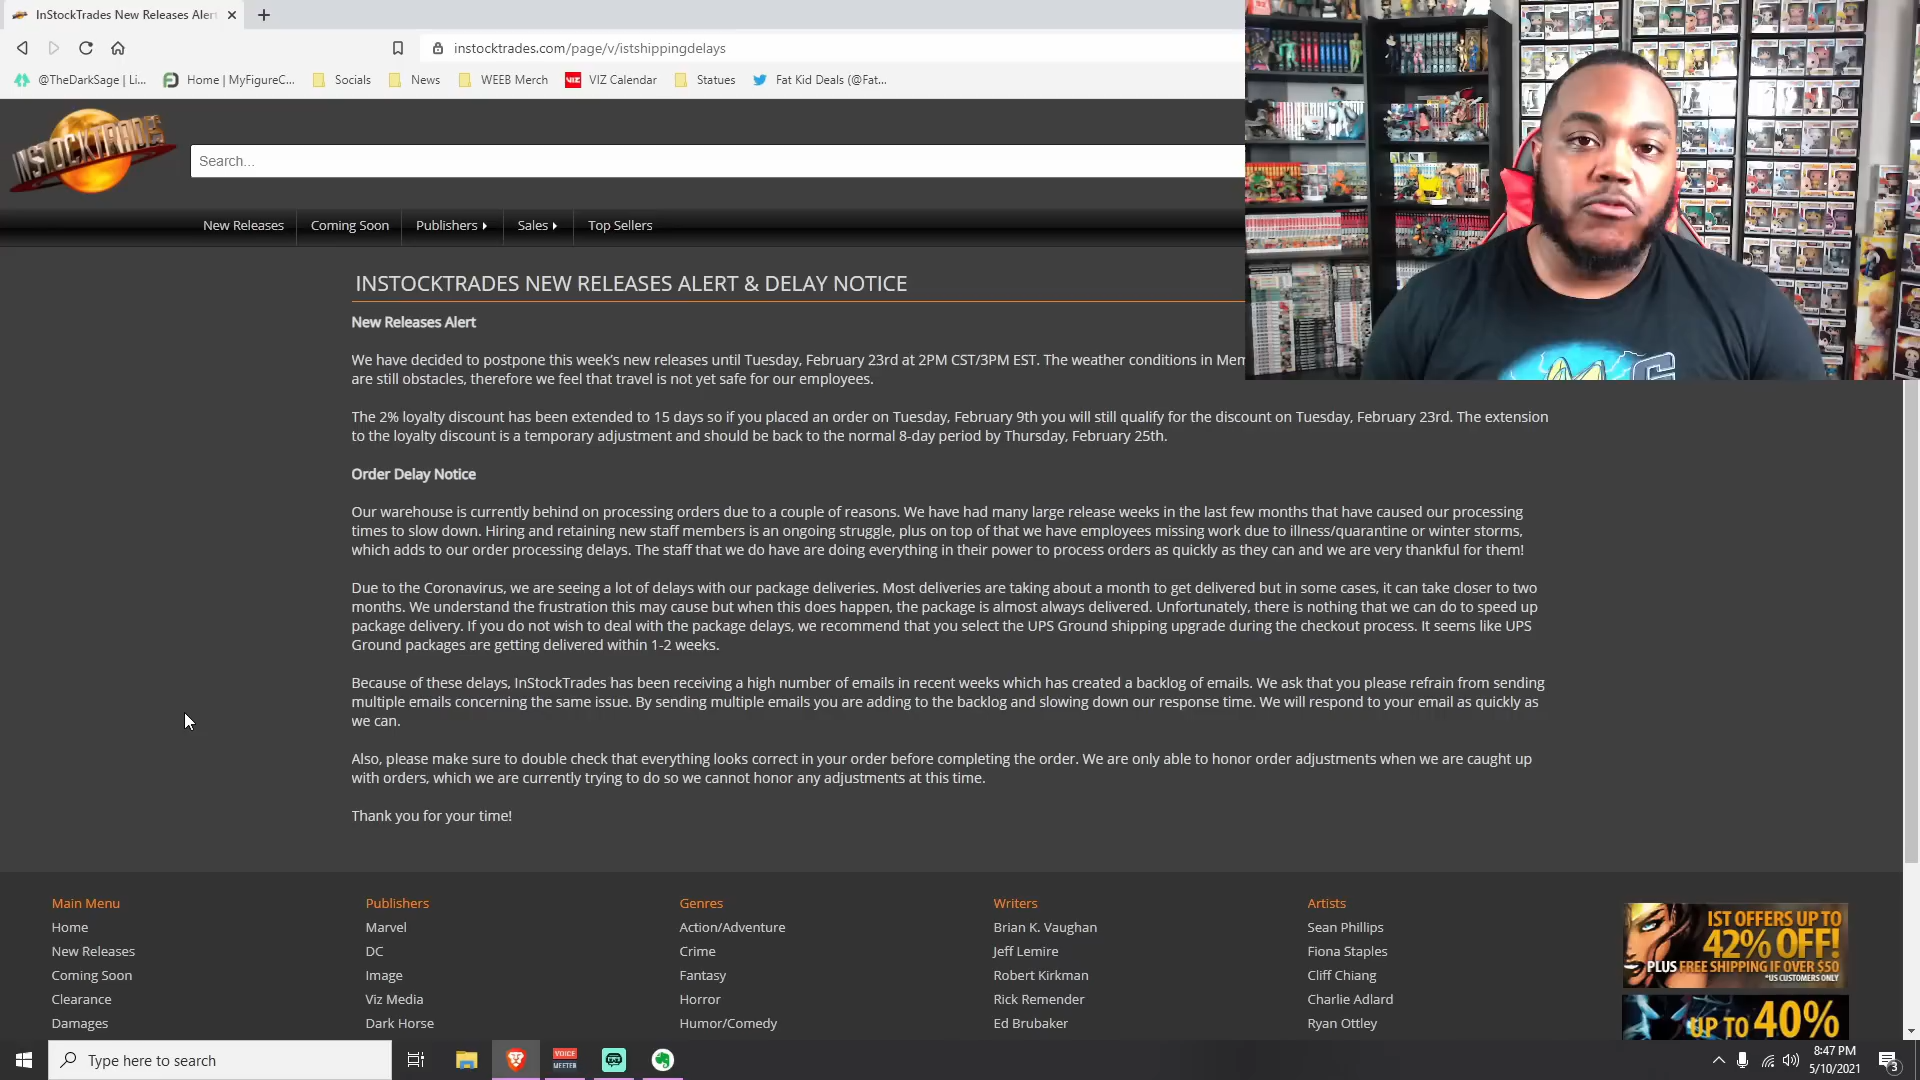 InStockTrades New Releases Alert
instocktrades.com/page/v/istshippingdelays
@TheDarkSage | Li...
Home | MyFigureC...
Socials
News
WEEB Merch
VIZ Calendar
Statues
Fat Kid Deals (@Fat...
INSTOCKTRADES
Search...
New Releases
Coming Soon
Publishers
Sales
Top Sellers
INSTOCKTRADES NEW RELEASES ALERT & DELAY NOTICE
New Releases Alert
We have decided to postpone this week's new releases until Tuesday, February 23rd at 2PM CST/3PM EST. The weather conditions in Mem
are still obstacles, therefore we feel that travel is not yet safe for our employees.
The 2% loyalty discount has been extended to 15 days so if you placed an order on Tuesday, February 9th you will still qualify for the discount on Tuesday, February 23rd. The extension
to the loyalty discount is a temporary adjustment and should be back to the normal 8-day period by Thursday, February 25th.
Order Delay Notice
Our warehouse is currently behind on processing orders due to a couple of reasons. We have had many large release weeks in the last few months that have caused our processing
times to slow down. Hiring and retaining new staff members is an ongoing struggle, plus on top of that we have employees missing work due to illness/quarantine or winter storms,
which adds to our order processing delays. The staff that we do have are doing everything in their power to process orders as quickly as they can and we are very thankful for them!
Due to the Coronavirus, we are seeing a lot of delays with our package deliveries. Most deliveries are taking about a month to get delivered but in some cases, it can take closer to two
months. We understand the frustration this may cause but when this does happen, the package is almost always delivered. Unfortunately, there is nothing that we can do to speed up
package delivery. If you do not wish to deal with the package delays, we recommend that you select the UPS Ground shipping upgrade during the checkout process. It seems like UPS
Ground packages are getting delivered within 1-2 weeks.
Because of these delays, InStockTrades has been receiving a high number of emails in recent weeks which has created a backlog of emails. We ask that you please refrain from sending
multiple emails concerning the same issue. By sending multiple emails you are adding to the backlog and slowing down our response time. We will respond to your email as quickly as
we can.
Also, please make sure to double check that everything looks correct in your order before completing the order. We are only able to honor order adjustments when we are caught up
with orders, which we are currently trying to do so we cannot honor any adjustments at this time.
Thank you for your time!
Main Menu
Home
New Releases
Coming Soon
Clearance
Damages
Publishers
Marvel
DC
Image
Viz Media
Dark Horse
Genres
Action/Adventure
Crime
Fantasy
Horror
Humor/Comedy
Writers
Brian K. Vaughan
Jeff Lemire
Robert Kirkman
Rick Remender
Ed Brubaker
Artists
Sean Phillips
Fiona Staples
Cliff Chiang
Charlie Adlard
Ryan Ottley
IST OFFERS UP TO
42% OFF!
PLUS FREE SHIPPING IF OVER $50
*US CUSTOMERS ONLY
UP TO 40%
Type here to search
VOICE
MEETER
8:47 PM
5/10/2021
3